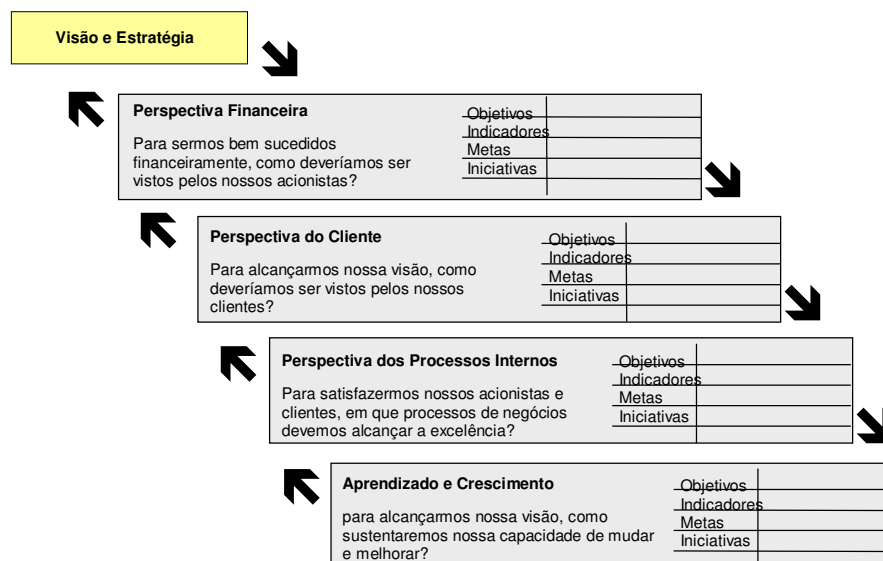 Visão e Estratégia
Perspectiva Financeira
Para sermos bem sucedidos
financeiramente, como deveríamos ser
vistos pelos nossos acionistas?
Objetivos
Indicadores
Metas
Iniciativas
Perspectiva do Cliente
Para alcançarmos nossa visão, como
deveríamos ser vistos pelos nossos
clientes?
Objetivos
Indicadores
Metas
Iniciativas
Perspectiva dos Processos Internos
Para satisfazermos nossos acionistas e
clientes, em que processos de negócios
devemos alcançar a excelência?
Objetivos
Indicadores
Metas
Iniciativas
Aprendizado e Crescimento
para alcançarmos nossa visão, como
sustentaremos nossa capacidade de mudar
e melhorar?
Objetivos
Indicadores
Metas
Iniciativas